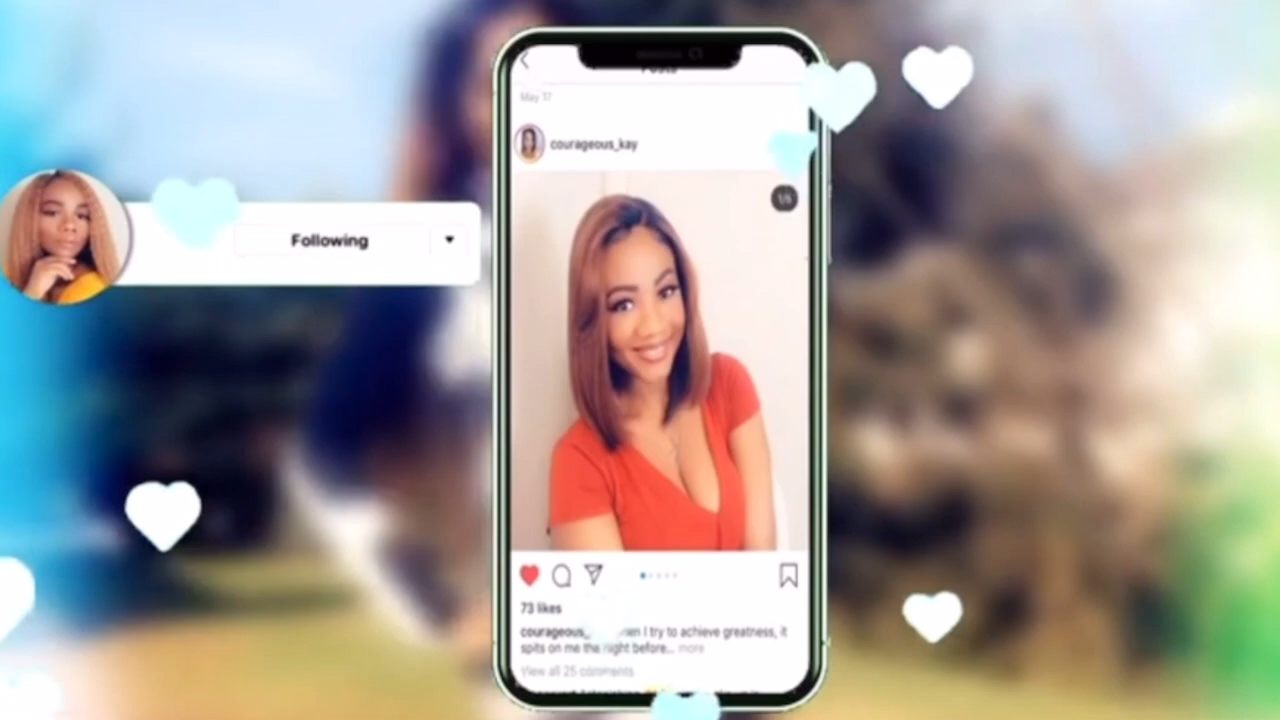 Posts
May 17
courageous_kay
1/5
Following
73 likes
courageous_ I try to achieve greatness, it
spits on me the night before... more
View all 25 comments